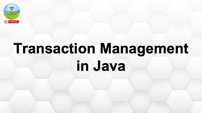 Transaction Management
in Java